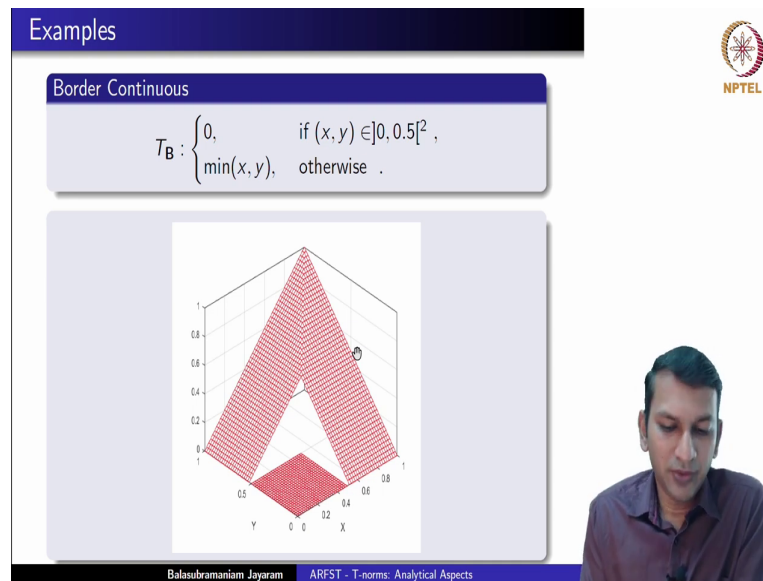 Examples
NPTEL
Border Continuous
T_B : { 0, if (x, y) ∈]0, 0.5[² ,
min(x, y), otherwise .
1
0.8
0.6
0.4
0.2
0
1
0.5
0 0
0.2
0.4
0.6
0.8
1
Y X
Balasubramaniam Jayaram ARFST - T-norms: Analytical Aspects